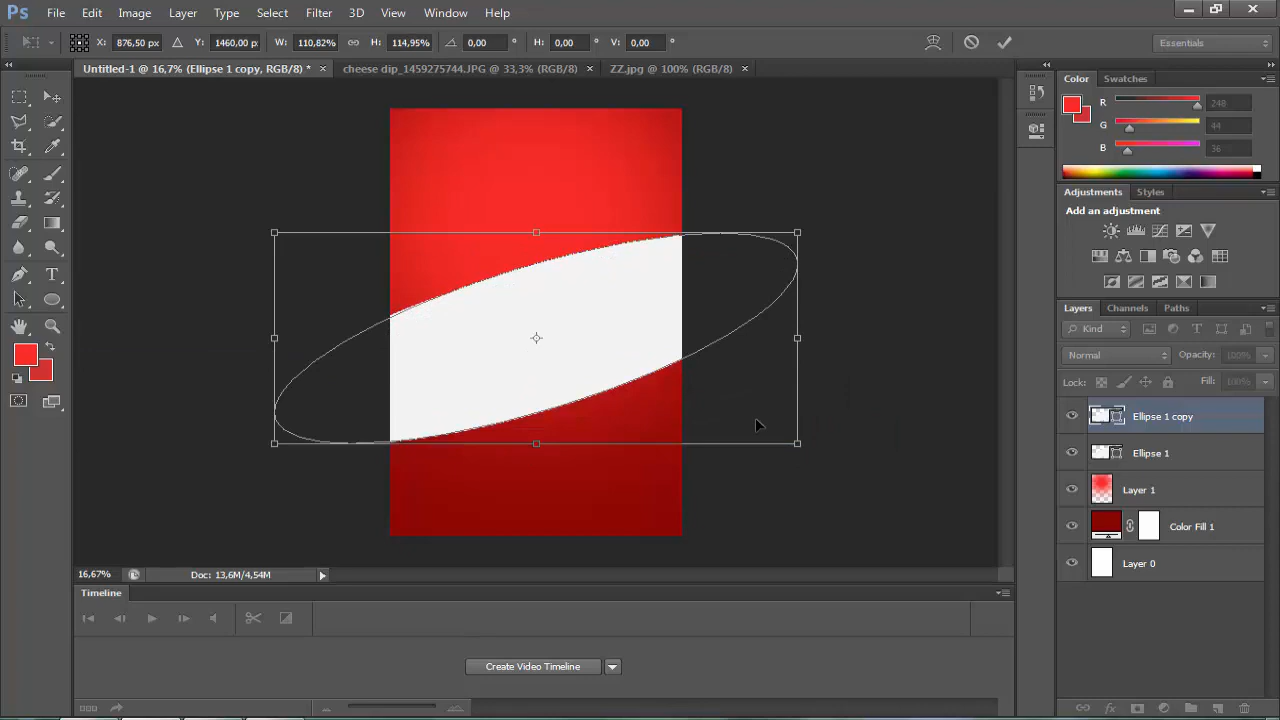 Ps File Edit Image Layer Type Select Filter 3D View Window Help
X: 876,50 px Y: 1460,00 p W: 110,82% H: 114,95% 0,00 ° H: 0,00 ° V: 0,00 ° Essentials
Untitled-1 @ 16,7% (Ellipse 1 copy, RGB/8) * × cheese dip_1459275744.JPG @ 33,3% (RGB/8) × ZZ.jpg @ 100% (RGB/8) ×
Color Swatches
R 248
G 44
B 36
Adjustments Styles
Add an adjustment
Layers Channels Paths
Kind
Normal Opacity: 100%
Lock: Fill: 100%
Ellipse 1 copy
Ellipse 1
Layer 1
Color Fill 1
Layer 0
16,67% Doc: 13,6M/4,54M
Timeline
Create Video Timeline